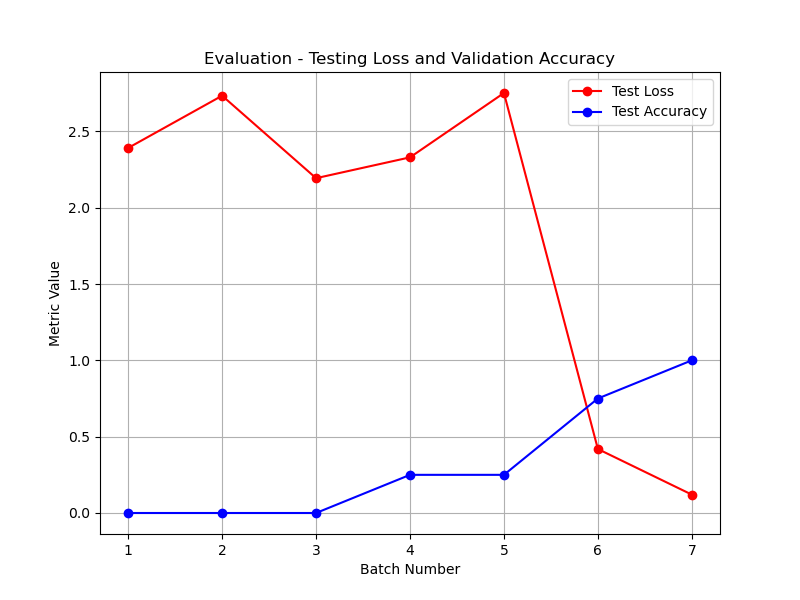 Evaluation - Testing Loss and Validation Accuracy
Test Loss
Test Accuracy
Metric Value
2.5
2.0
1.5
1.0
0.5
0.0
1 2 3 4 5 6 7
Batch Number